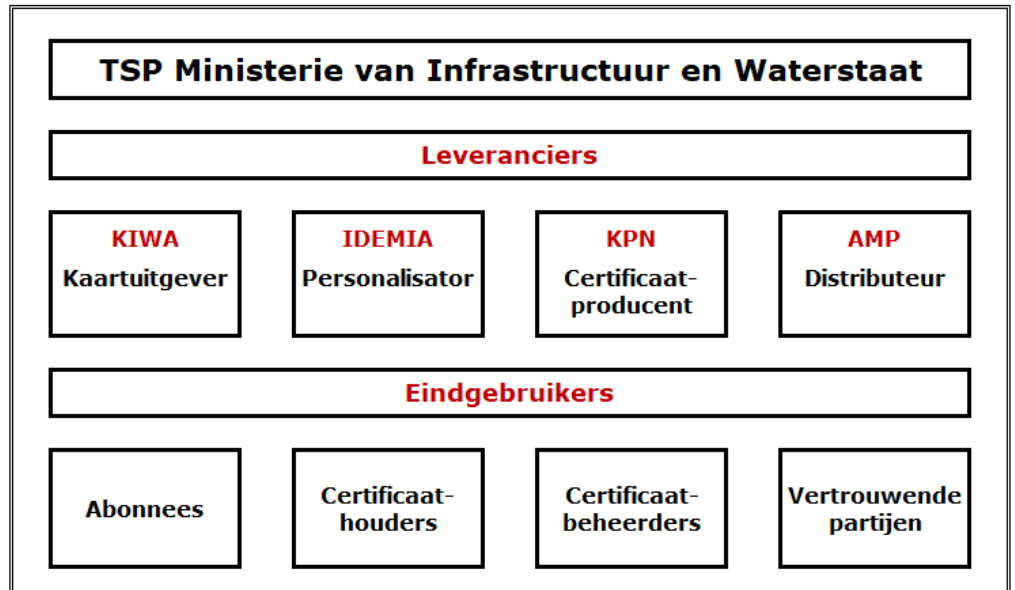 TSP Ministerie van Infrastructuur en Waterstaat
Leveranciers
KIWA
Kaartuitgever
IDEMIA
Personalisator
KPN
Certificaat-
producent
AMP
Distributeur
Eindgebruikers
Abonnees
Certificaat-
houders
Certificaat-
beheerders
Vertrouwende
partijen